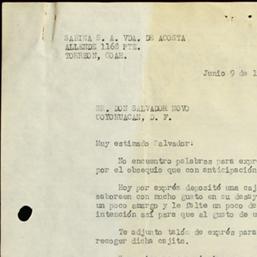 SABINA S. A. VDA. DE ACOSTA
ALLENDE 1168 PTE.
TORREON, COAH.
Junio 9 de 1
SR. DON SALVADOR NOVO
COYOHUACAN, D. F.
Muy estimado Salvador:
No encuentro palabras para expr
por el obsequio que con anticipación
Hoy por exprés deposité una caj
saboreen con mucho gusto en su desay
un poco amargo y le falte un poco de
intención así para que al gusto de u
Te adjunto talón de exprés para
recoger dicha cajita.